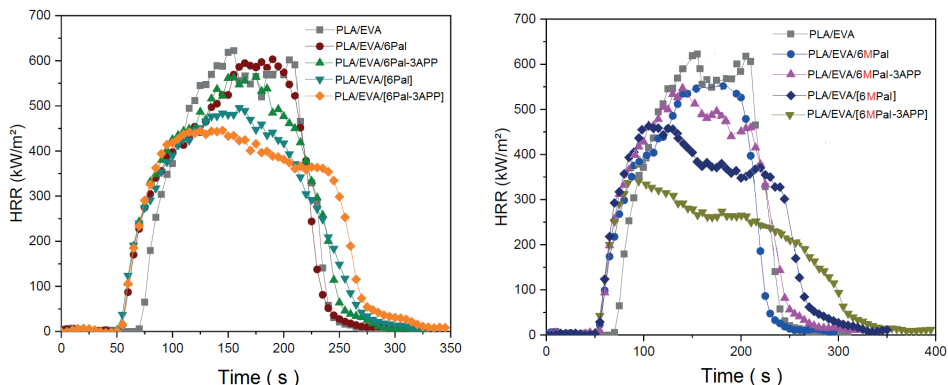 700
600
500
400
300
200
100
0
HRR (kW/m²)
0 50 100 150 200 250 300 350
Time ( s )
PLA/EVA
PLA/EVA/6Pal
PLA/EVA/6Pal-3APP
PLA/EVA/[6Pal]
PLA/EVA/[6Pal-3APP]
700
600
500
400
300
200
100
0
HRR (kW/m²)
0 100 200 300 400
Time ( s )
PLA/EVA
PLA/EVA/6MPal
PLA/EVA/6MPal-3APP
PLA/EVA/[6MPal]
PLA/EVA/[6MPal-3APP]